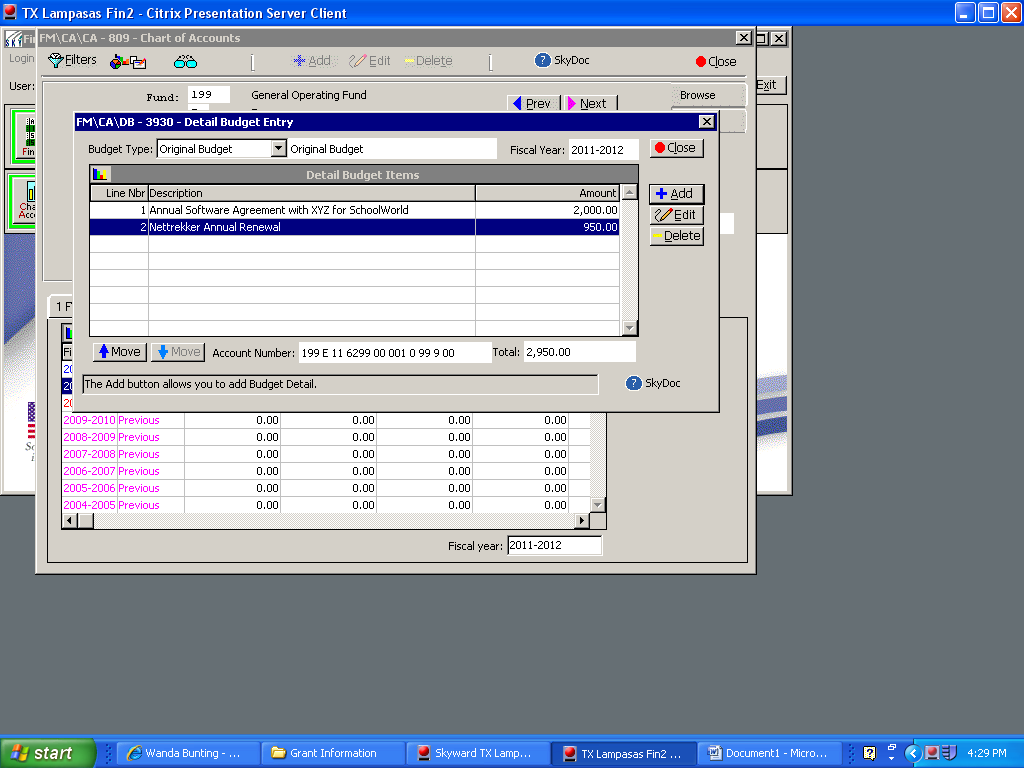 TX Lampasas Fin2 - Citrix Presentation Server Client
FM\CA\CA - 809 - Chart of Accounts
Login
Filters
Add
Edit
Delete
SkyDoc
Close
User:
Exit
Fund:
199
General Operating Fund
Prev
Next
Browse
FM\CA\DB - 3930 - Detail Budget Entry
Budget Type:
Original Budget
Original Budget
Fiscal Year:
2011-2012
Close
Detail Budget Items
Line Nbr Description Amount
1 Annual Software Agreement with XYZ for SchoolWorld 2,000.00
2 Nettrekker Annual Renewal 950.00
Add
Edit
Delete
Move
Move
Account Number: 199 E 11 6299 00 001 0 99 9 00
Total: 2,950.00
The Add button allows you to add Budget Detail.
SkyDoc
2009-2010 Previous 0.00 0.00 0.00 0.00
2008-2009 Previous 0.00 0.00 0.00 0.00
2007-2008 Previous 0.00 0.00 0.00 0.00
2006-2007 Previous 0.00 0.00 0.00 0.00
2005-2006 Previous 0.00 0.00 0.00 0.00
2004-2005 Previous 0.00 0.00 0.00 0.00
Fiscal year: 2011-2012
start
Wanda Bunting - ...
Grant Information
Skyward TX Lamp...
TX Lampasas Fin2 ...
Document1 - Micro...
4:29 PM